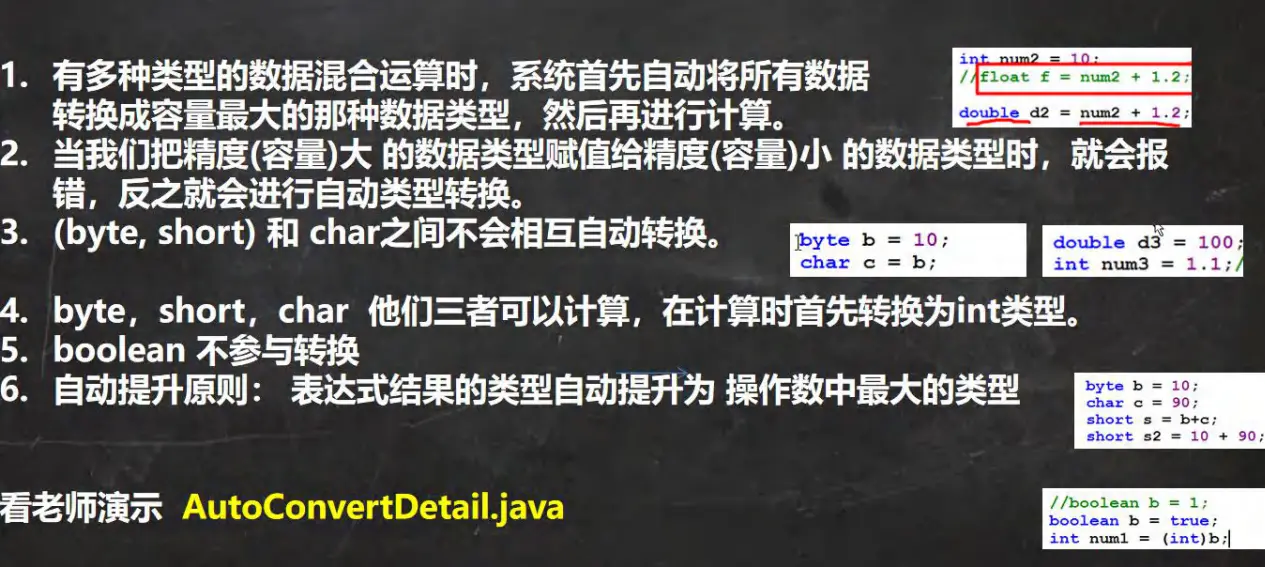 1. 有多种类型的数据混合运算时，系统首先自动将所有数据
转换成容量最大的那种数据类型，然后再进行计算。
2. 当我们把精度(容量)大 的数据类型赋值给精度(容量)小 的数据类型时，就会报
错，反之就会进行自动类型转换。
3. (byte, short) 和 char之间不会相互自动转换。
4. byte，short，char 他们三者可以计算，在计算时首先转换为int类型。
5. boolean 不参与转换
6. 自动提升原则： 表达式结果的类型自动提升为 操作数中最大的类型
看老师演示 AutoConvertDetail.java
int num2 = 10;
//float f = num2 + 1.2;
double d2 = num2 + 1.2;
byte b = 10;
char c = b;
double d3 = 100;
int num3 = 1.1;/
byte b = 10;
char c = 90;
short s = b+c;
short s2 = 10 + 90;
//boolean b = 1;
boolean b = true;
int num1 = (int)b;